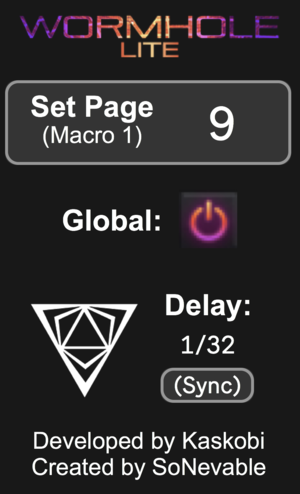 WORMHOLE
LITE
Set Page
(Macro 1)
9
Global:
Delay:
1/32
(Sync)
Developed by Kaskobi
Created by SoNevable